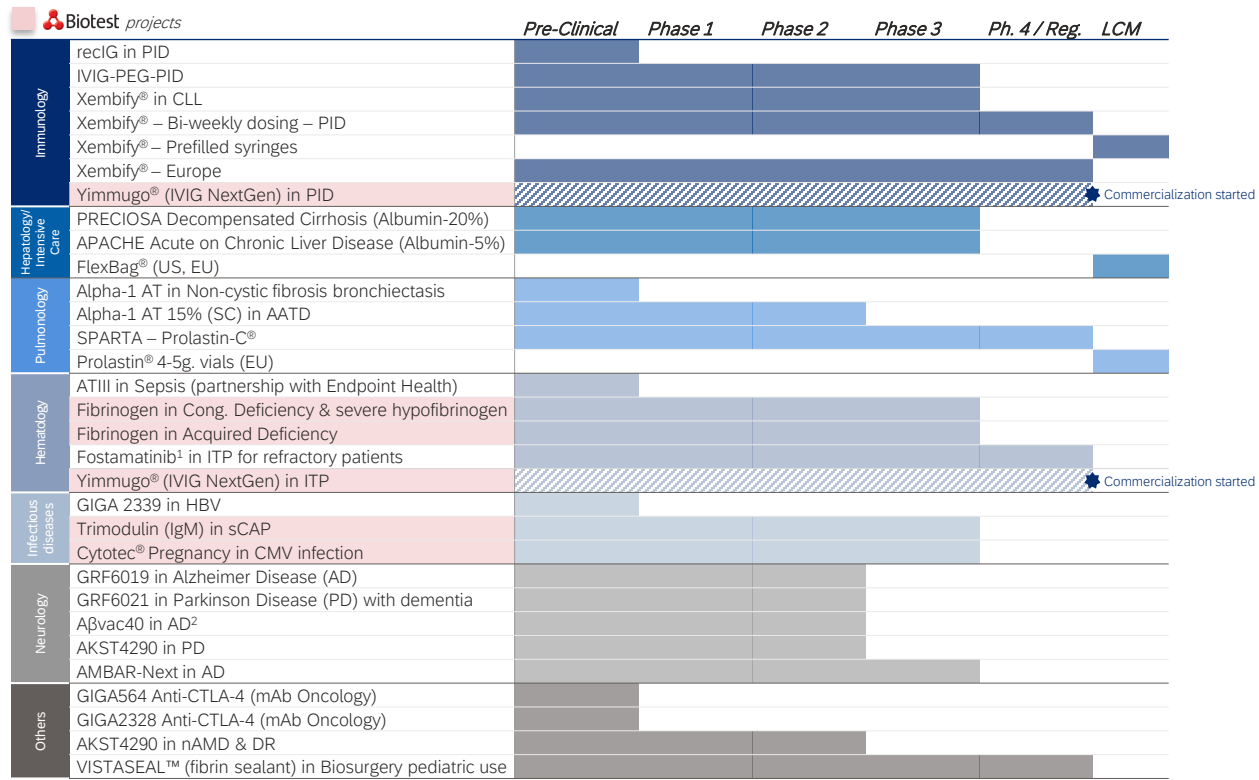 Biotest projects
Pre-Clinical Phase 1 Phase 2 Phase 3 Ph. 4 / Reg. LCM
Immunology
recIG in PID
IVIG-PEG-PID
Xembify® in CLL
Xembify® – Bi-weekly dosing – PID
Xembify® – Prefilled syringes
Xembify® – Europe
Yimmugo® (IVIG NextGen) in PID
Commercialization started
Hepatology/
Intensive
Care
PRECIOSA Decompensated Cirrhosis (Albumin-20%)
APACHE Acute on Chronic Liver Disease (Albumin-5%)
FlexBag® (US, EU)
Pulmonology
Alpha-1 AT in Non-cystic fibrosis bronchiectasis
Alpha-1 AT 15% (SC) in AATD
SPARTA – Prolastin-C®
Prolastin® 4-5g. vials (EU)
Hematology
ATIII in Sepsis (partnership with Endpoint Health)
Fibrinogen in Cong. Deficiency & severe hypofibrinogen
Fibrinogen in Acquired Deficiency
Fostamatinib¹ in ITP for refractory patients
Yimmugo® (IVIG NextGen) in ITP
Commercialization started
Infectious
diseases
GIGA 2339 in HBV
Trimodulin (IgM) in sCAP
Cytotec® Pregnancy in CMV infection
Neurology
GRF6019 in Alzheimer Disease (AD)
GRF6021 in Parkinson Disease (PD) with dementia
Aβvac40 in AD²
AKST4290 in PD
AMBAR-Next in AD
Others
GIGA564 Anti-CTLA-4 (mAb Oncology)
GIGA2328 Anti-CTLA-4 (mAb Oncology)
AKST4290 in nAMD & DR
VISTASEAL™ (fibrin sealant) in Biosurgery pediatric use